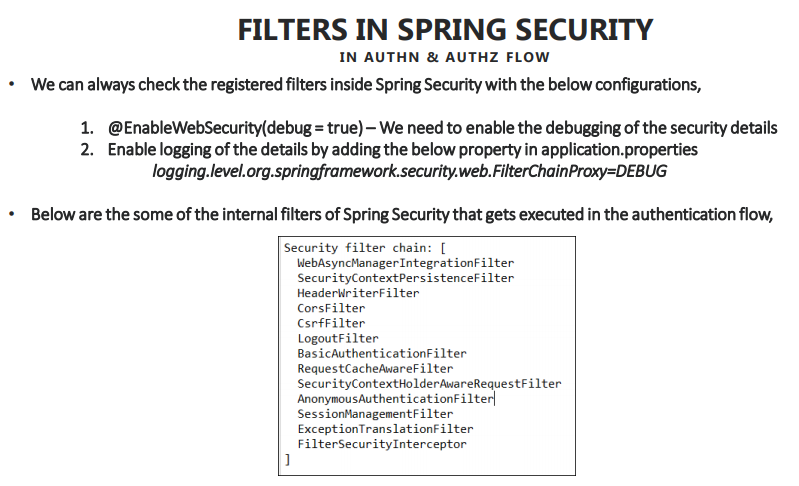 FILTERS IN SPRING SECURITY
IN AUTHN & AUTHZ FLOW
• We can always check the registered filters inside Spring Security with the below configurations,
1. @EnableWebSecurity(debug = true) – We need to enable the debugging of the security details
2. Enable logging of the details by adding the below property in application.properties
logging.level.org.springframework.security.web.FilterChainProxy=DEBUG
• Below are the some of the internal filters of Spring Security that gets executed in the authentication flow,
Security filter chain: [
WebAsyncManagerIntegrationFilter
SecurityContextPersistenceFilter
HeaderWriterFilter
CorsFilter
CsrfFilter
LogoutFilter
BasicAuthenticationFilter
RequestCacheAwareFilter
SecurityContextHolderAwareRequestFilter
AnonymousAuthenticationFilter
SessionManagementFilter
ExceptionTranslationFilter
FilterSecurityInterceptor
]